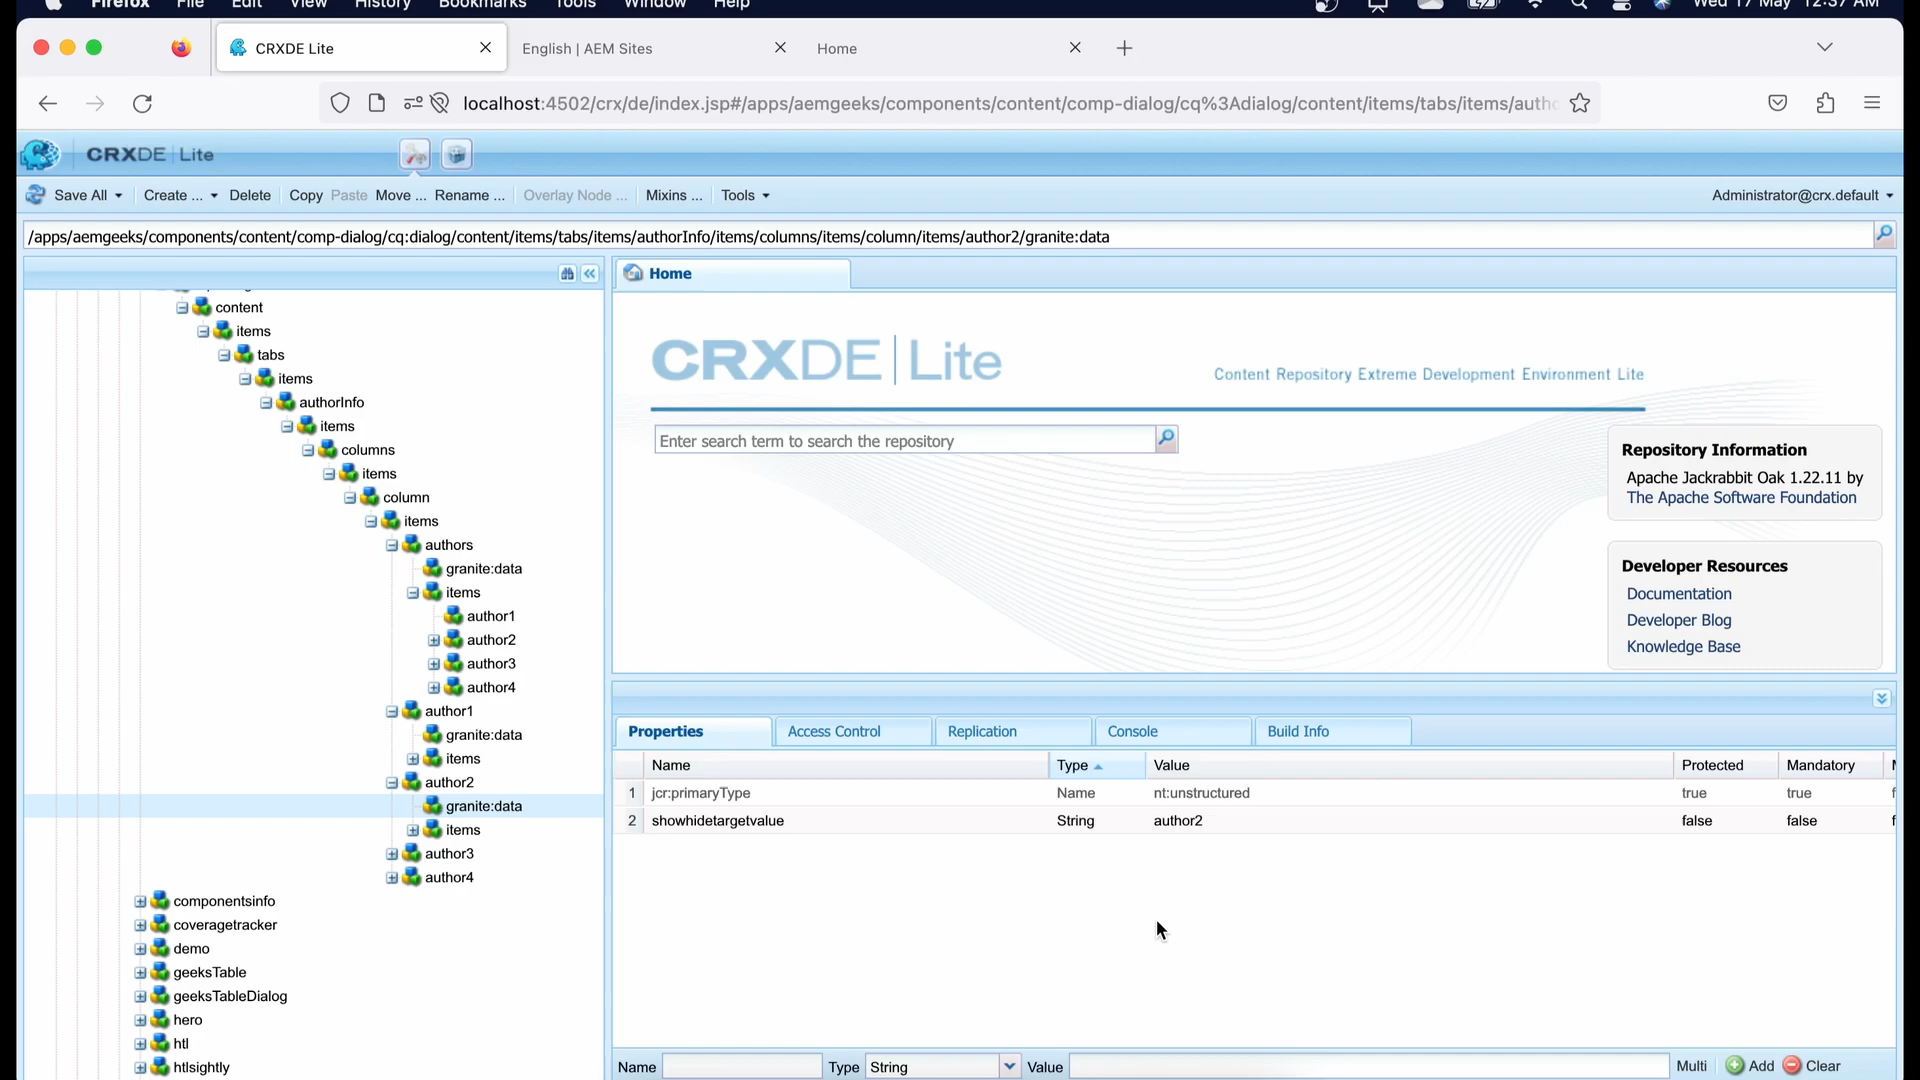 Firefox File Edit View History Bookmarks Tools Window Help Wed 17 May 12:37 AM
CRXDE Lite English | AEM Sites Home
localhost:4502/crx/de/index.jsp#/apps/aemgeeks/components/content/comp-dialog/cq%3Adialog/content/items/tabs/items/autho
CRXDE Lite
Save All Create ... Delete Copy Paste Move ... Rename ... Overlay Node ... Mixins ... Tools Administrator@crx.default
/apps/aemgeeks/components/content/comp-dialog/cq:dialog/content/items/tabs/items/authorInfo/items/columns/items/column/items/author2/granite:data
content
items
tabs
items
authorInfo
items
columns
items
column
items
authors
granite:data
items
author1
author2
author3
author4
author1
granite:data
items
author2
granite:data
items
author3
author4
componentsinfo
coveragetracker
demo
geeksTable
geeksTableDialog
hero
htl
htlsightly
Home
CRXDE Lite
Content Repository Extreme Development Environment Lite
Enter search term to search the repository
Repository Information
Apache Jackrabbit Oak 1.22.11 by
The Apache Software Foundation
Developer Resources
Documentation
Developer Blog
Knowledge Base
Properties Access Control Replication Console Build Info
Name Type Value Protected Mandatory
1 jcr:primaryType Name nt:unstructured true true
2 showhidetargetvalue String author2 false false
Name Type String Value Multi Add Clear